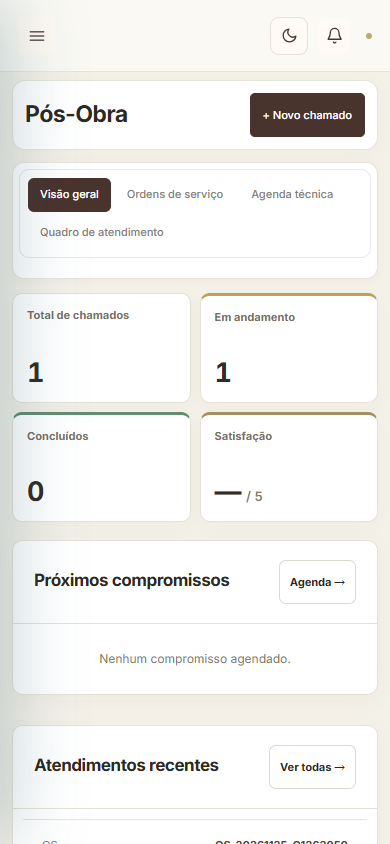 Pós-Obra
+ Novo chamado
Visão geral
Ordens de serviço
Agenda técnica
Quadro de atendimento
Total de chamados
1
Em andamento
1
Concluídos
0
Satisfação
— / 5
Próximos compromissos
Agenda →
Nenhum compromisso agendado.
Atendimentos recentes
Ver todas →
OS